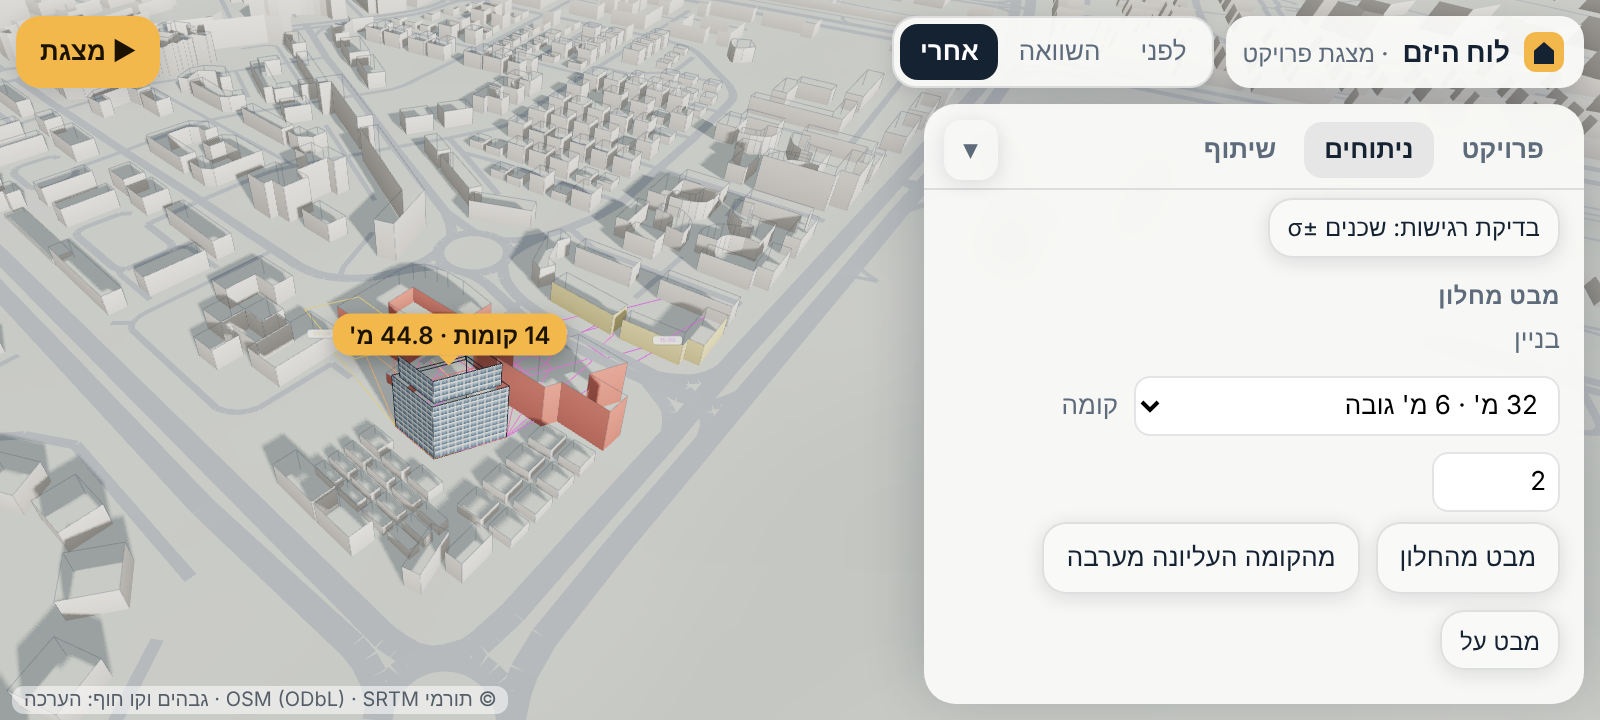 לוח היזם · מצגת פרויקט
לפני השוואה אחרי
▶ מצגת
פרויקט ניתוחים שיתוף
▼
בדיקת רגישות: שכנים ±σ
מבט מחלון
בניין
32 מ' · 6 מ' גובה
קומה
2
מבט מהחלון
מהקומה העליונה מערבה
מבט על
14 קומות · 44.8 מ'
© תורמי OSM (ODbL) · SRTM · גבהים וקו חוף: הערכה